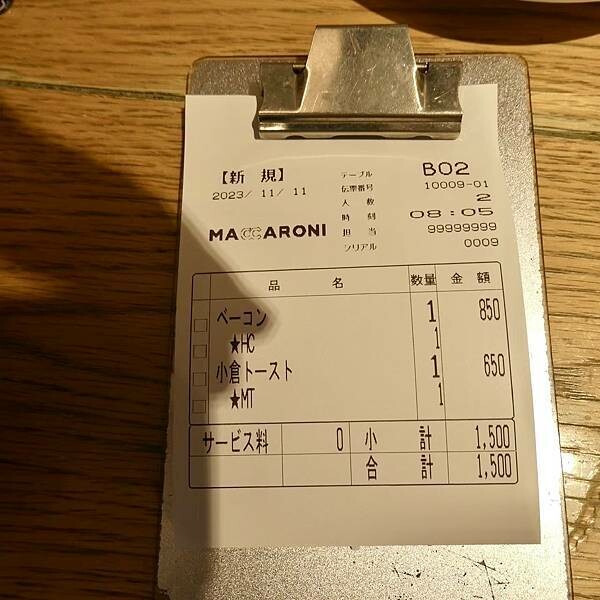 【新 規】
テーブル B02
2023/ 11/ 11
伝票番号 10009-01
人 数 2
時 刻 08:05
MACCARONI
担 当 99999999
シリアル 0009
品 名 数量 金 額
ベーコン 1 850
★HC 1
小倉トースト 1 650
★MT 1
サービス料 0 小 計 1,500
合 計 1,500